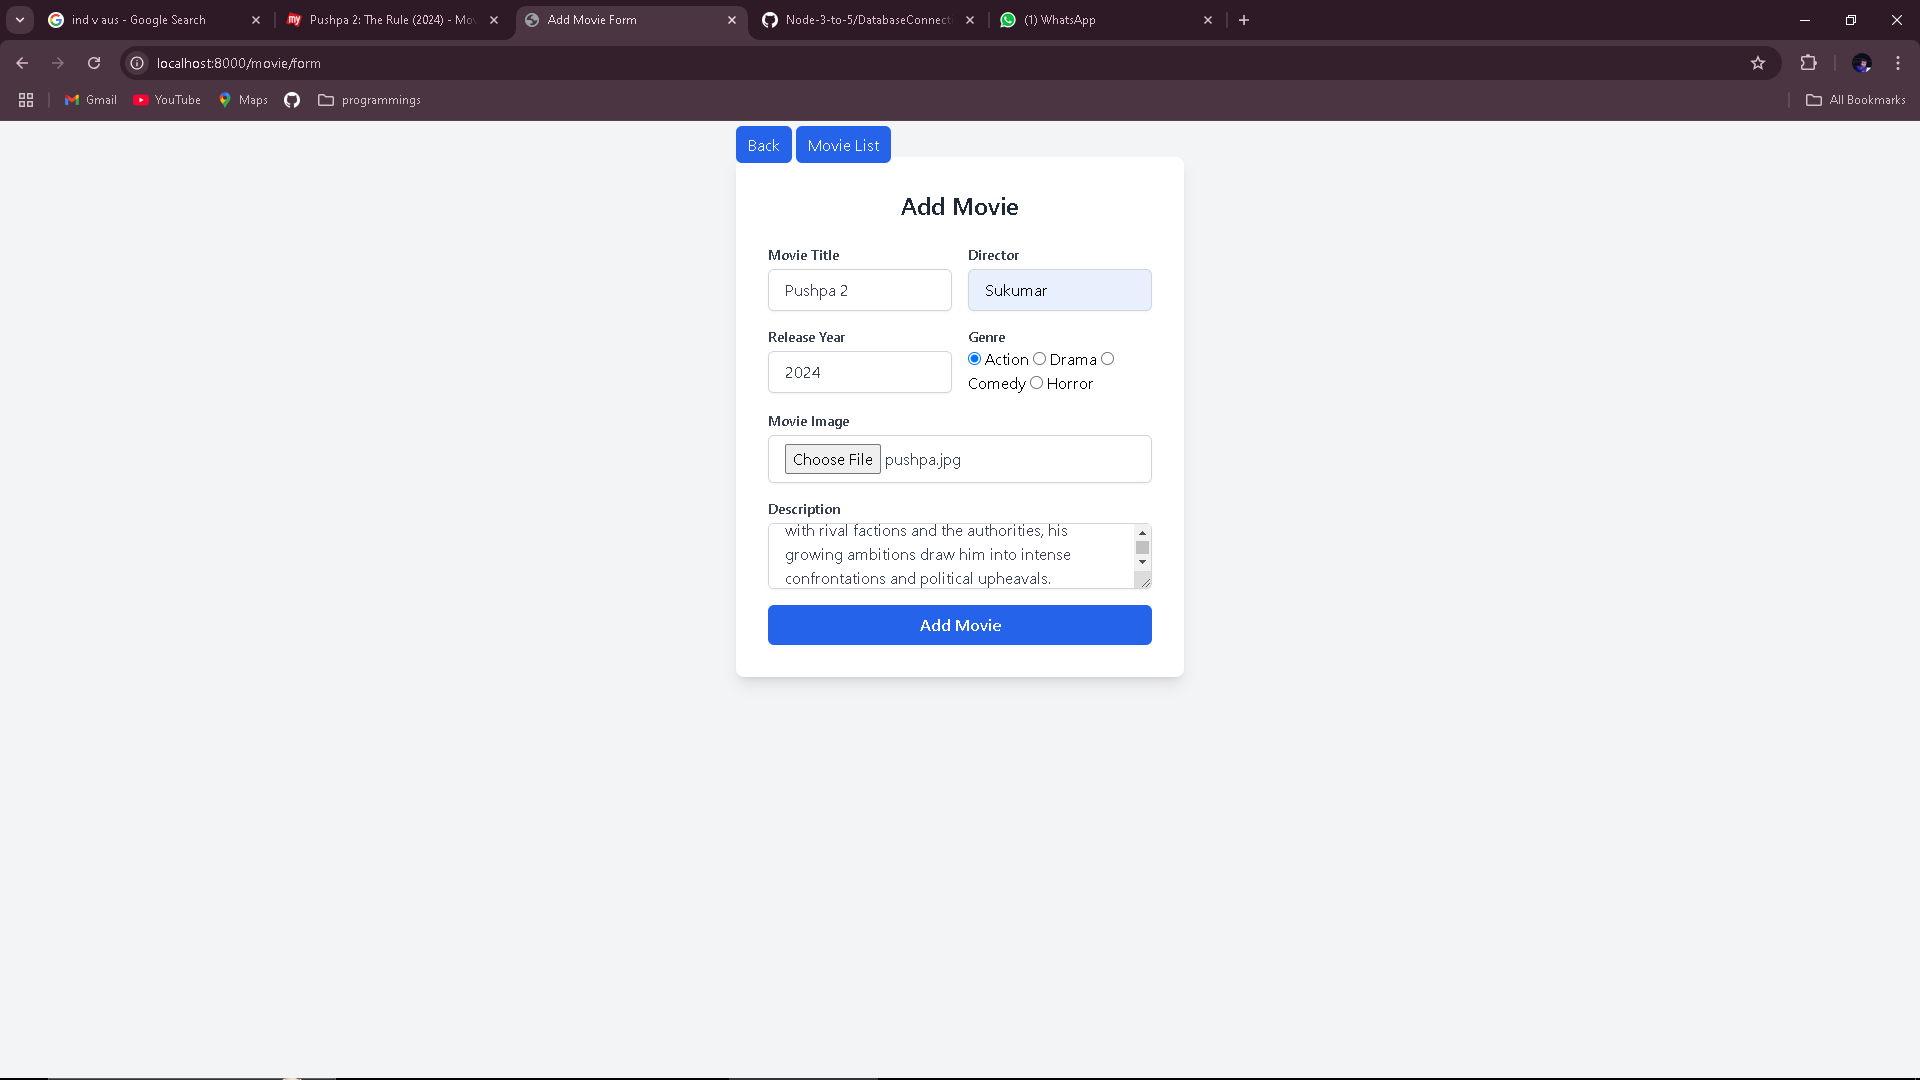 ind v aus - Google Search
Pushpa 2: The Rule (2024) - Mov
Add Movie Form
Node-3-to-5/DatabaseConnect
(1) WhatsApp
localhost:8000/movie/form
Gmail
YouTube
Maps
programmings
All Bookmarks
Back
Movie List
Add Movie
Movie Title
Director
Pushpa 2
Sukumar
Release Year
Genre
2024
Action Drama
Comedy Horror
Movie Image
Choose File pushpa.jpg
Description
with rival factions and the authorities, his
growing ambitions draw him into intense
confrontations and political upheavals.
Add Movie